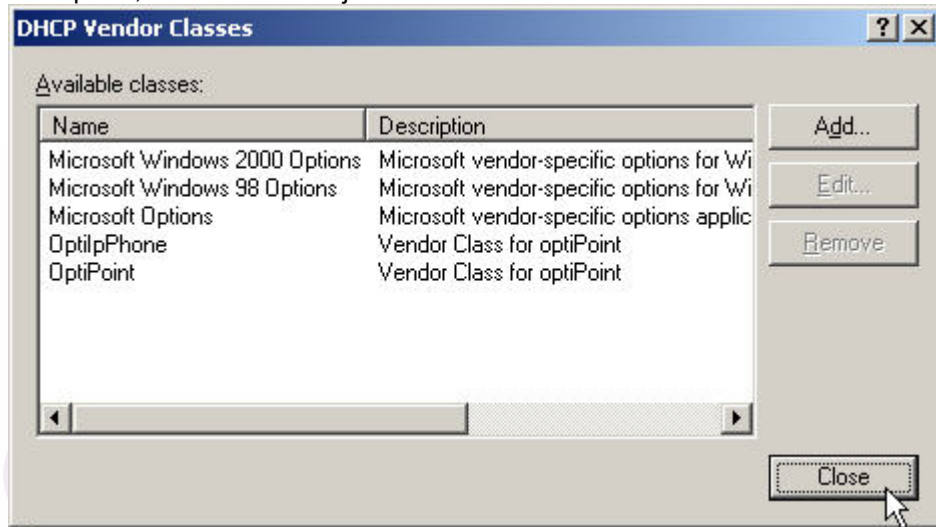 DHCP Vendor Classes
Available classes:
Name Description
Microsoft Windows 2000 Options Microsoft vendor-specific options for Wi
Microsoft Windows 98 Options Microsoft vendor-specific options for Wi
Microsoft Options Microsoft vendor-specific options applic
OptiIpPhone Vendor Class for optiPoint
OptiPoint Vendor Class for optiPoint
Add...
Edit...
Remove
Close